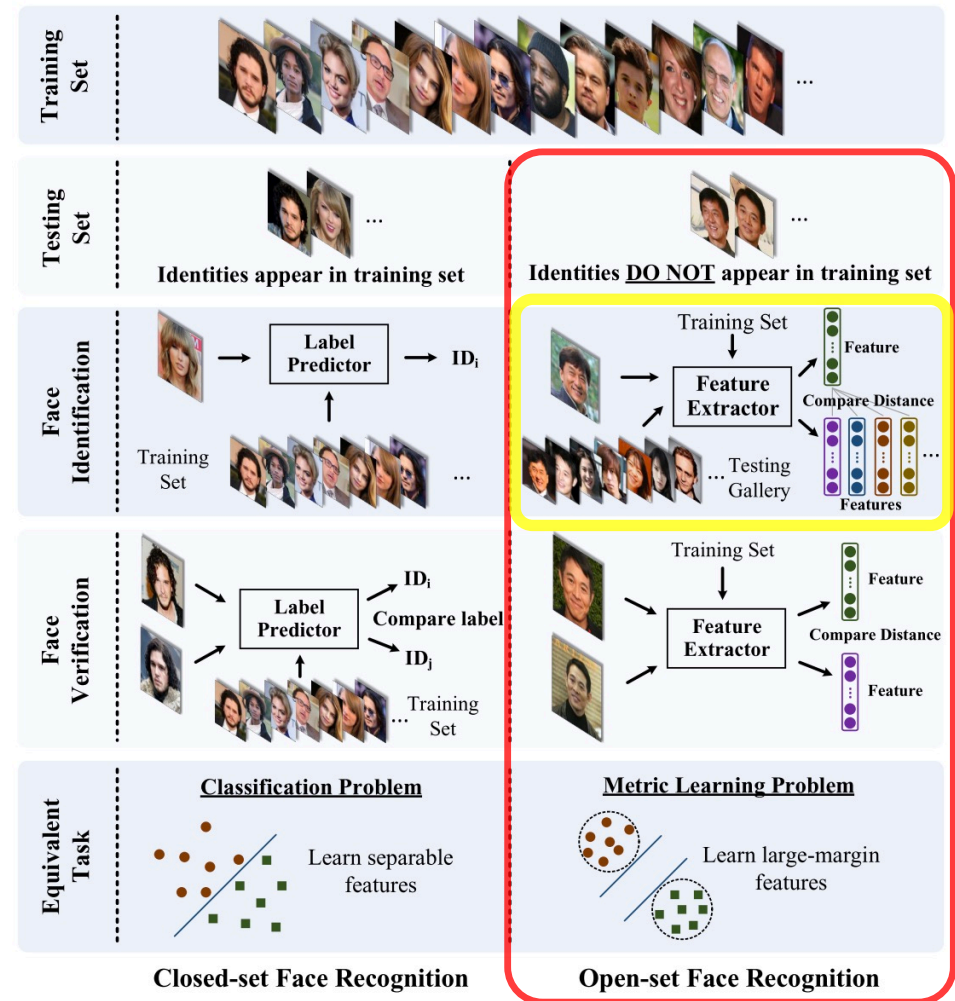 Training
Set
...
Testing
Set
...
Identities appear in training set
...
Identities DO NOT appear in training set
Face
Identification
Label
Predictor
IDi
Training
Set
...
Training Set
Feature
Extractor
Feature
Compare Distance
... Testing
Gallery
...
Features
Face
Verification
Label
Predictor
IDi
Compare label
IDj
... Training
Set
Training Set
Feature
Extractor
Feature
Compare Distance
Feature
Equivalent
Task
Classification Problem
Learn separable
features
Metric Learning Problem
Learn large-margin
features
Closed-set Face Recognition
Open-set Face Recognition